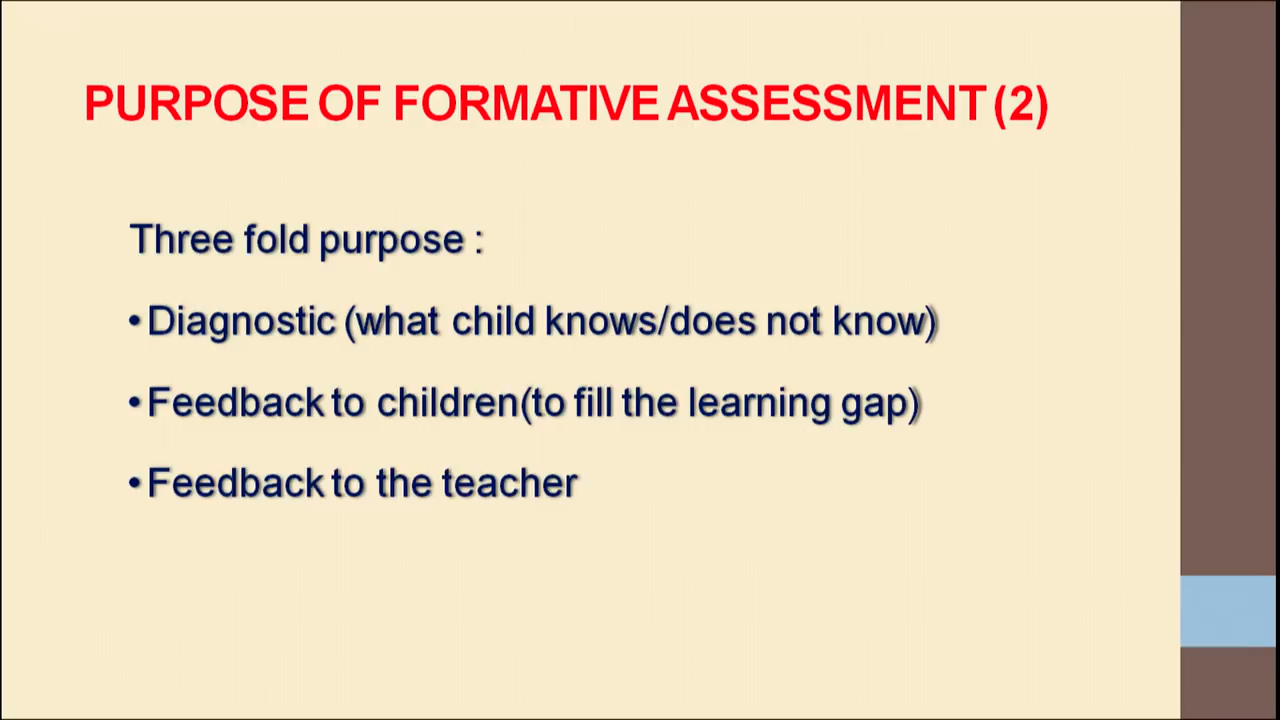 PURPOSE OF FORMATIVE ASSESSMENT (2)
Three fold purpose :
•Diagnostic (what child knows/does not know)
•Feedback to children(to fill the learning gap)
•Feedback to the teacher